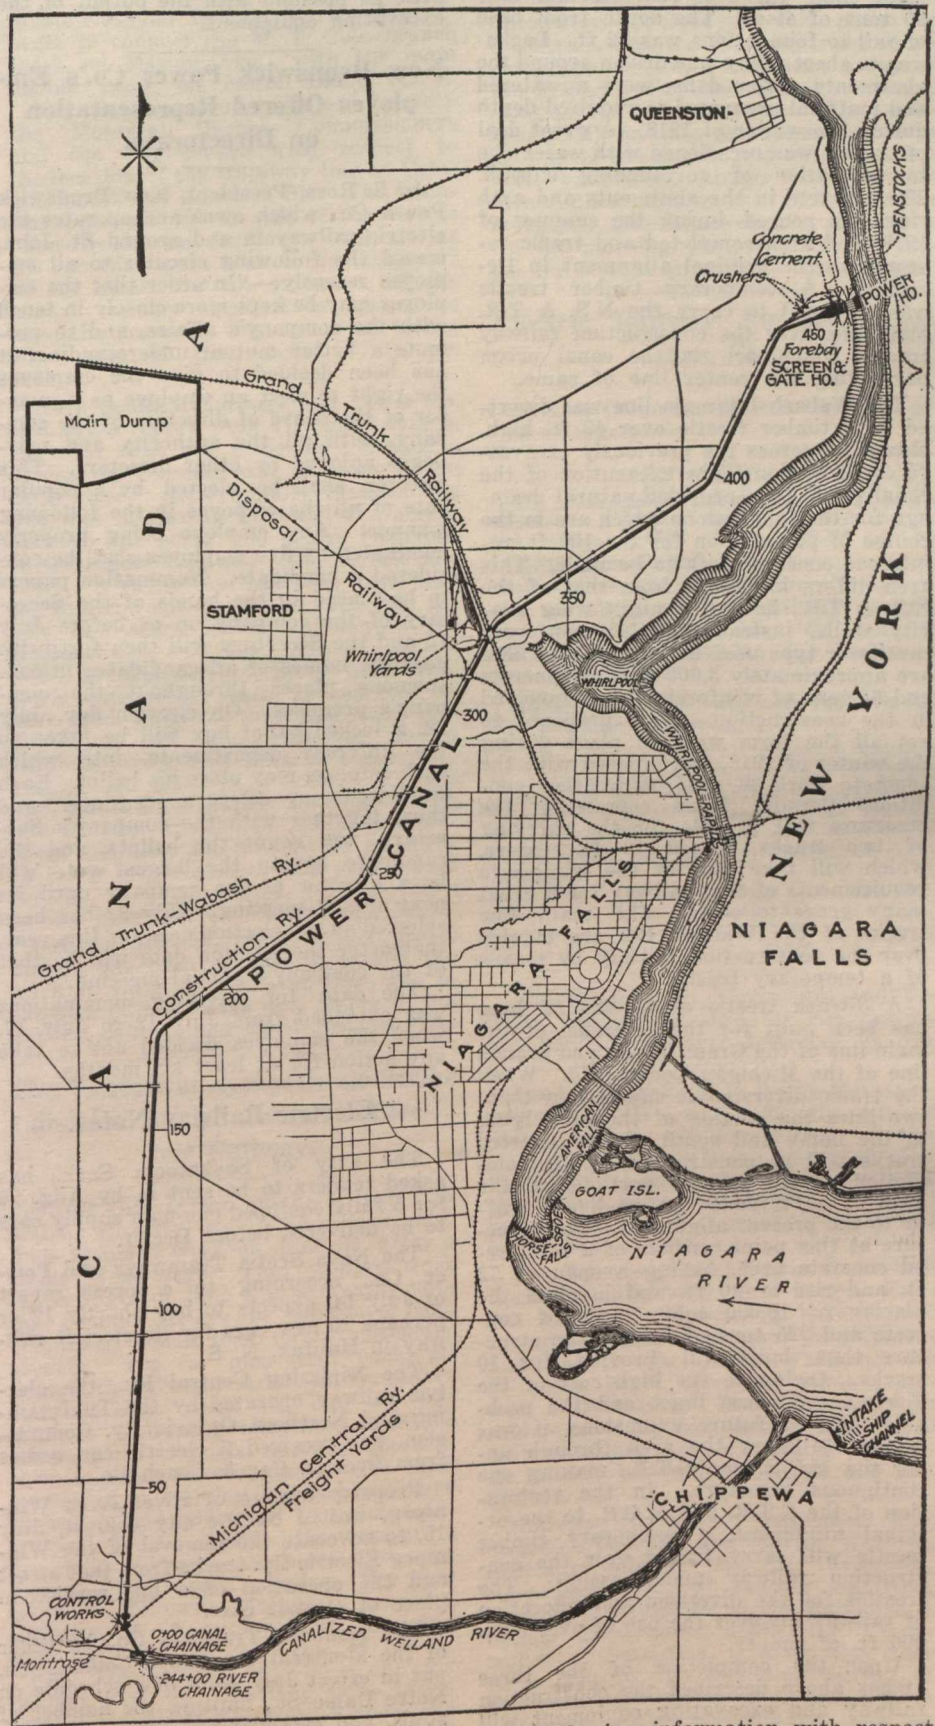 QUEENSTON-
PENSTOCKS
Concrete
Cement
Crushers
POWER
HO.
450
Forebay
SCREEN &
GATE HO.
Grand Trunk Railway
Main Dump
400
Disposal Railway
STAMFORD
350
Whirlpool
Yards
WHIRLPOOL
300
WHIRLPOOL RAPIDS
CANADA
NEW YORK
POWER CANAL
250
Grand Trunk-Wabash Ry.
Construction Ry.
200
NIAGARA FALLS
NIAGARA
FALLS
150
AMERICAN
FALL
GOAT ISL.
HORSE-SHOE
FALLS
NIAGARA
RIVER
100
Michigan Central Ry.
Freight Yards
INTAKE
SHIP
CHANNEL
50
CHIPPEWA
CONTROL
WORKS
0+00 CANAL
CHAINAGE
CANALIZED WELLAND RIVER
Montrose
244+00 RIVER
CHAINAGE
information with respect